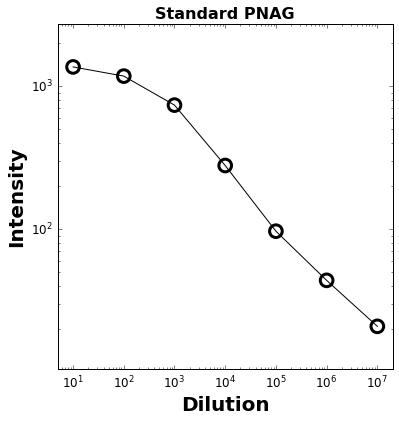 Standard PNAG
10³
10²
Intensity
10¹ 10² 10³ 10⁴ 10⁵ 10⁶ 10⁷
Dilution